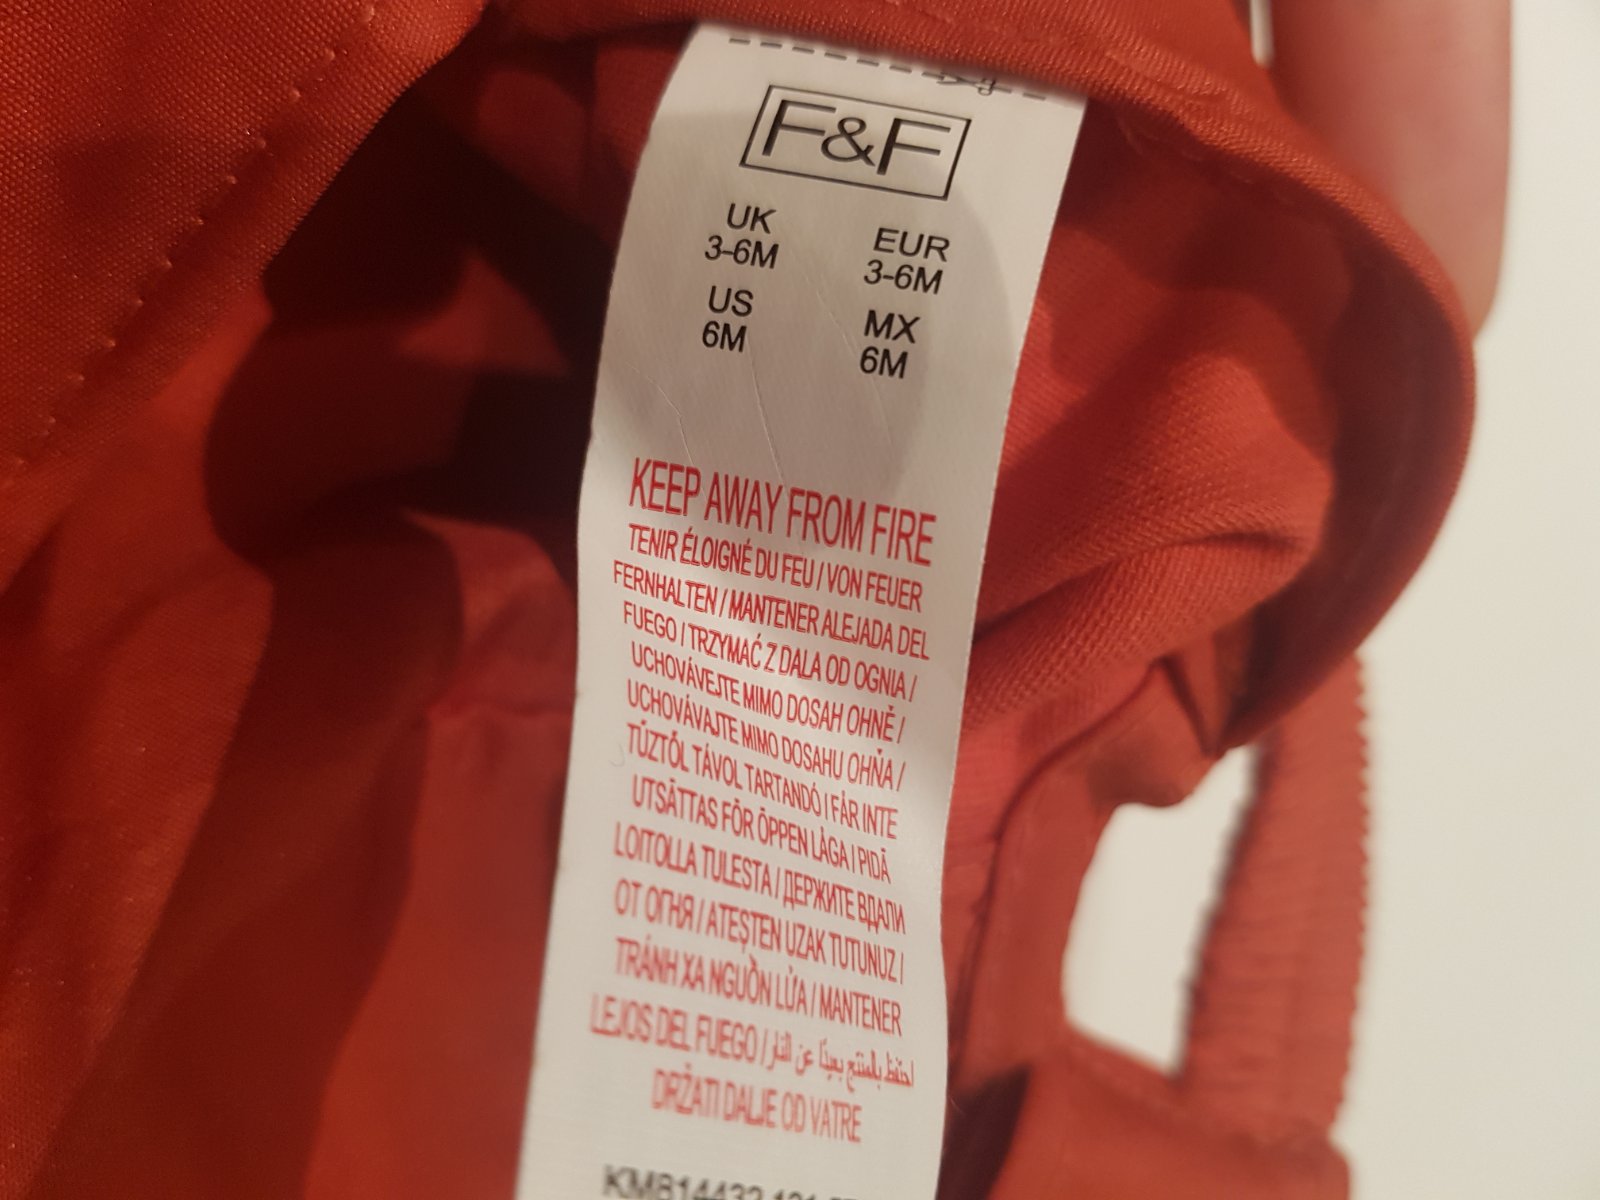 F&F
UK EUR
3-6M 3-6M
US MX
6M 6M
KEEP AWAY FROM FIRE
TENIR ÉLOIGNÉ DU FEU / VON FEUER
FERNHALTEN / MANTENER ALEJADA DEL
FUEGO / TRZYMAĆ Z DALA OD OGNIA /
UCHOVÁVEJTE MIMO DOSAH OHNĚ /
UCHOVÁVAJTE MIMO DOSAHU OHŇA /
TŰZTŐL TÁVOL TARTANDÓ / FÅR INTE
UTSÄTTAS FÖR ÖPPEN LÅGA / PIDÄ
LOITOLLA TULESTA / ДЕРЖИТЕ ВДАЛИ
ОТ ОГНЯ / ATEŞTEN UZAK TUTUNUZ /
TRÁNH XA NGUỒN LỬA / MANTENER
LEJOS DEL FUEGO / احتفظ بالمنتج بعيدًا عن النار
DRŽATI DALJE OD VATRE
KM814432